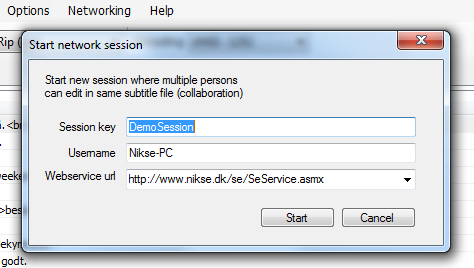 Options Networking Help
Rip (
Start network session
Start new session where multiple persons
can edit in same subtitle file (collaboration)
Session key DemoSession
Username Nikse-PC
Webservice url http://www.nikse.dk/se/SeService.asmx
Start Cancel
.<br
>bes
godt.